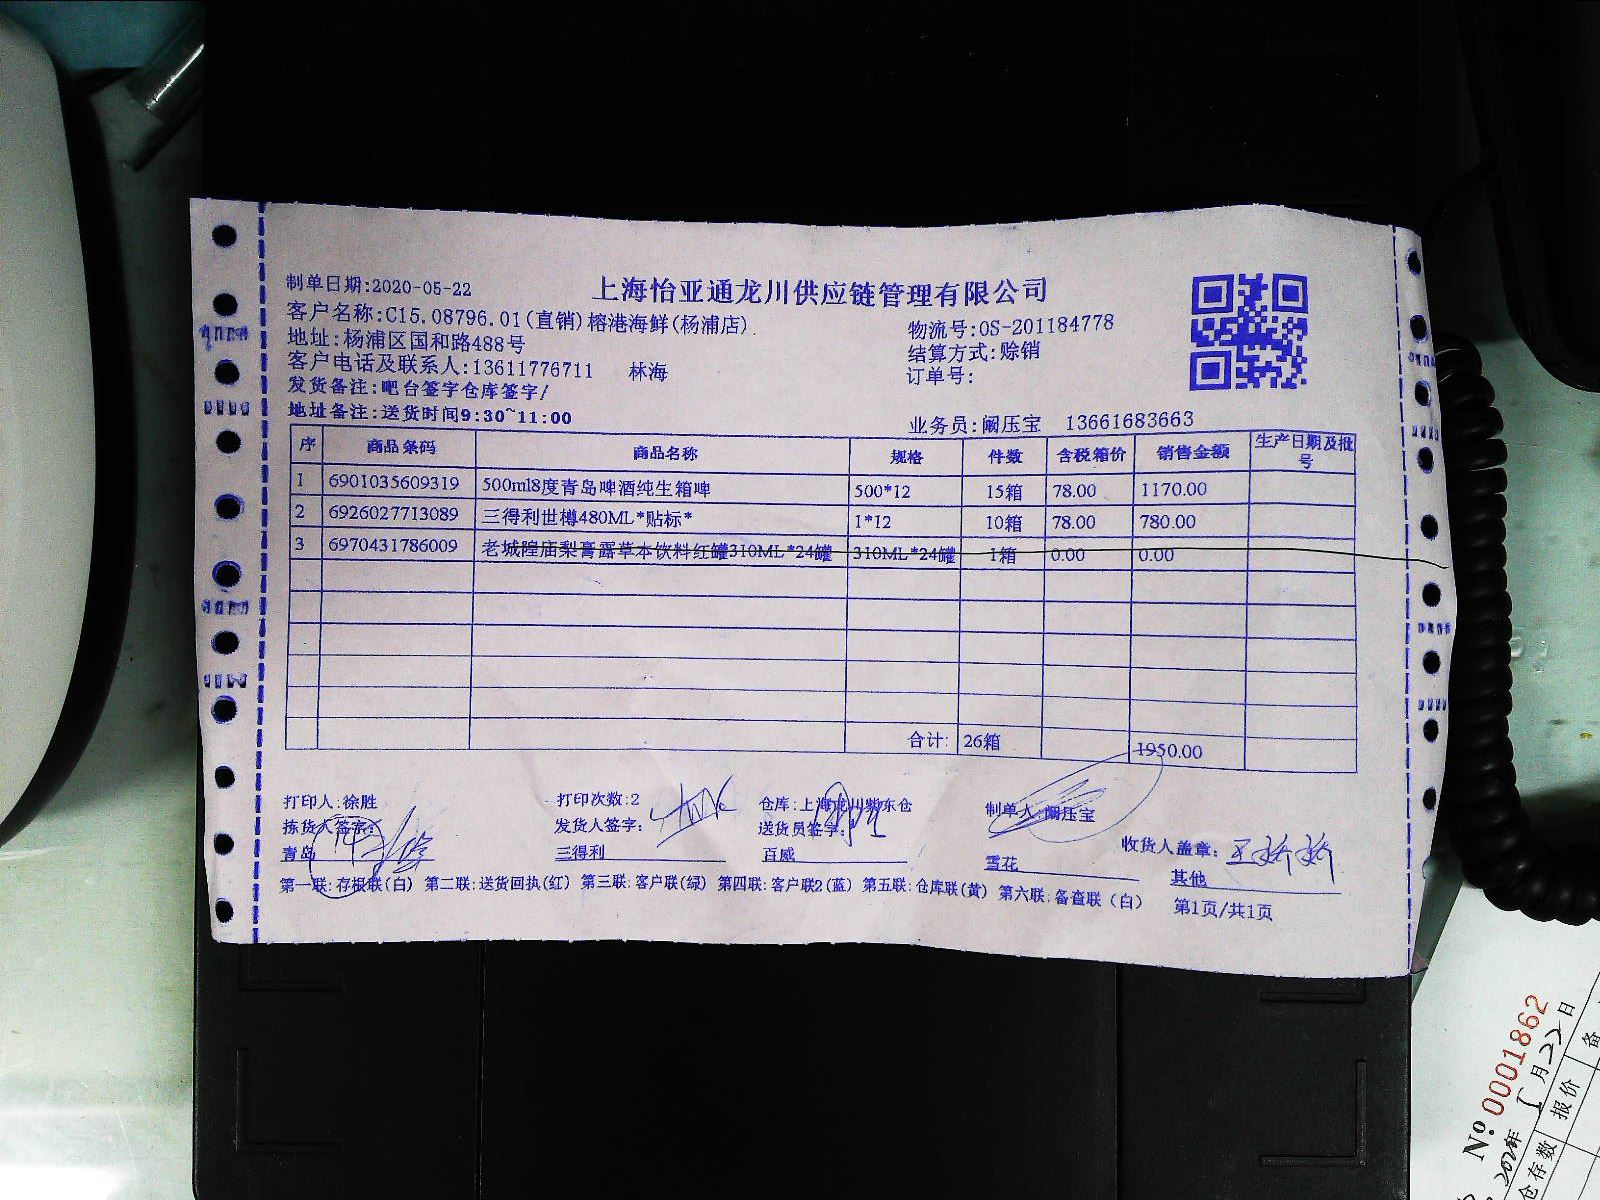 制单日期:2020-05-22
上海怡亚通龙川供应链管理有限公司
客户名称:C15.08796.01(直销)榕港海鲜(杨浦店).
物流号:OS-201184778
地址:杨浦区国和路488号
结算方式:赊销
客户电话及联系人:13611776711 林海
订单号:
发货备注:吧台签字仓库签字/
地址备注:送货时间9:30~11:00
业务员:阚压宝 13661683663
序 商品条码 商品名称 规格 件数 含税箱价 销售金额 生产日期及批号
1 6901035609319 500ml8度青岛啤酒纯生箱啤 500*12 15箱 78.00 1170.00
2 6926027713089 三得利世樽480ML*贴标* 1*12 10箱 78.00 780.00
3 6970431786009 老城隍庙梨膏露草本饮料红罐310ML*24罐 310ML*24罐 1箱 0.00 0.00
合计: 26箱 1950.00
打印人:徐胜 打印次数:2 仓库:上海龙川浦东仓 制单人:阚压宝
拣货人签字: 发货人签字: 送货员签字: 收货人盖章:
青岛 三得利 百威 雪花 其他
第一联:存根联(白) 第二联:送货回执(红) 第三联:客户联(绿) 第四联:客户联2(蓝) 第五联:仓库联(黄) 第六联:备查联(白) 第1页/共1页
No 0001862
月22日
备
报价
仓存数